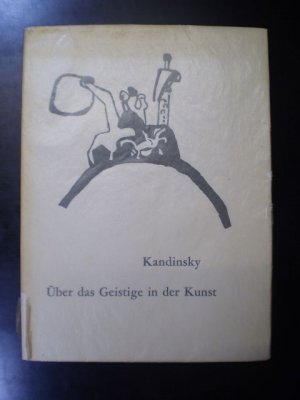 Kandinsky
Über das Geistige in der Kunst